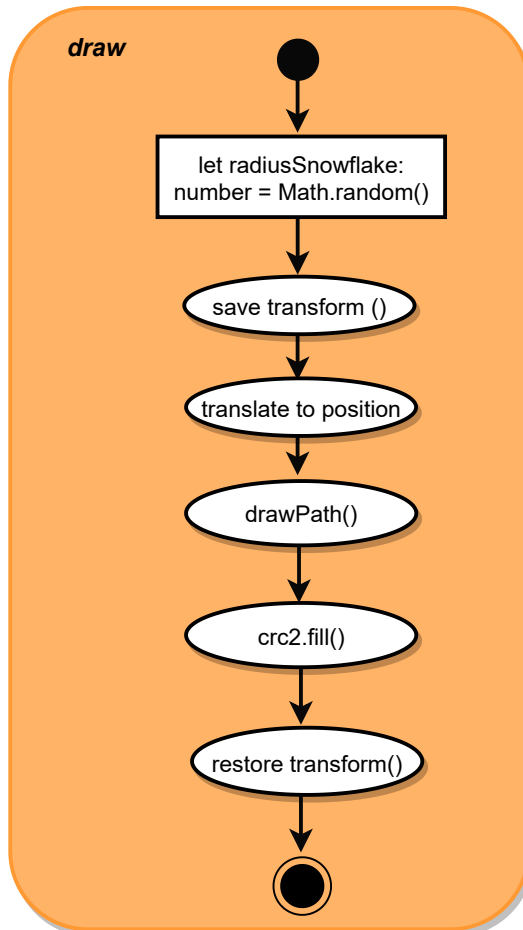 draw
let radiusSnowflake:
number = Math.random()
save transform ()
translate to position
drawPath()
crc2.fill()
restore transform()